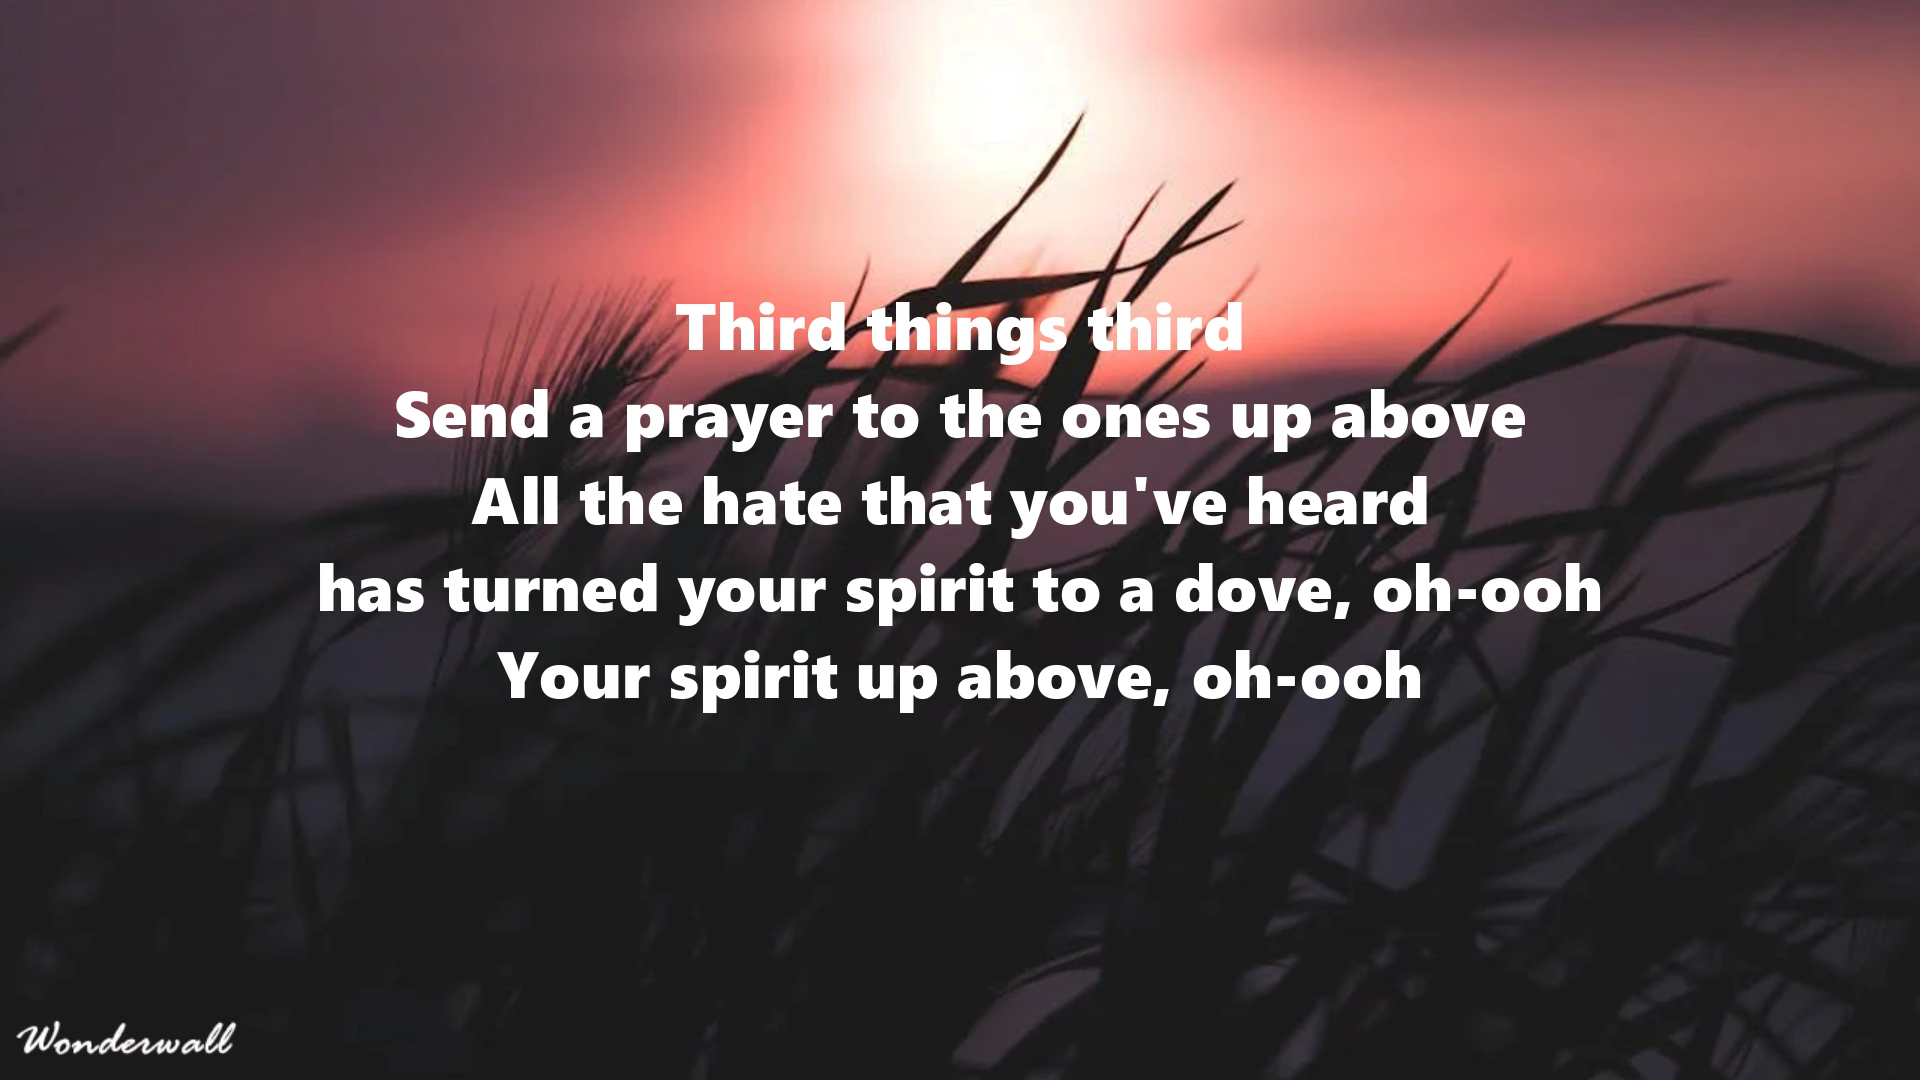 Third things third
Send a prayer to the ones up above
All the hate that you've heard
has turned your spirit to a dove, oh-ooh
Your spirit up above, oh-ooh
Wonderwall